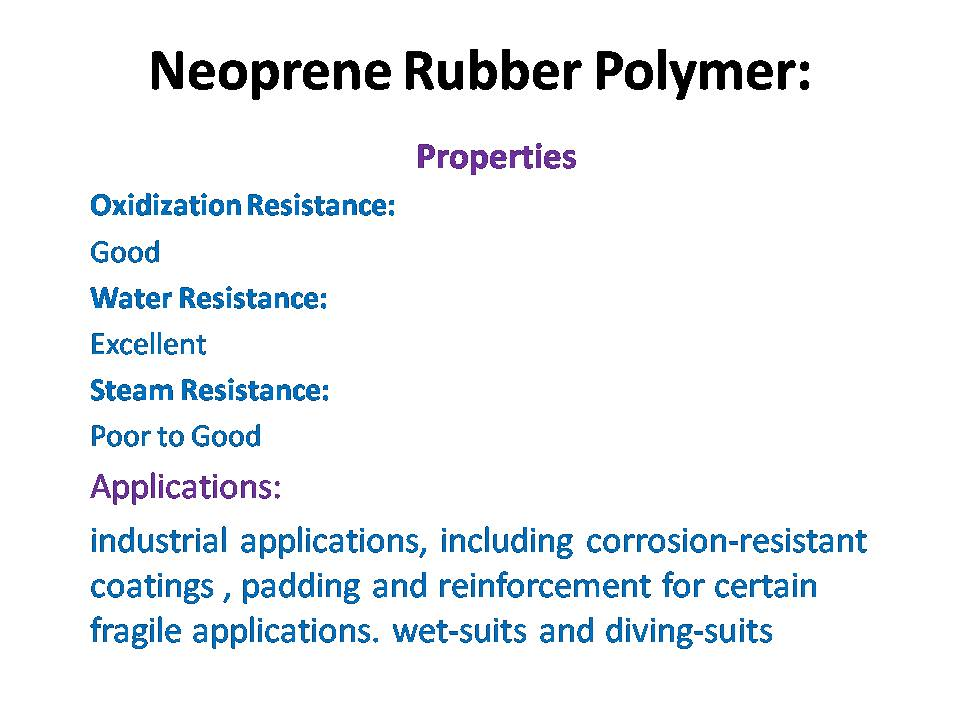 Neoprene Rubber Polymer:
Properties
Oxidization Resistance:
Good
Water Resistance:
Excellent
Steam Resistance:
Poor to Good
Applications:
industrial applications, including corrosion-resistant
coatings , padding and reinforcement for certain
fragile applications. wet-suits and diving-suits